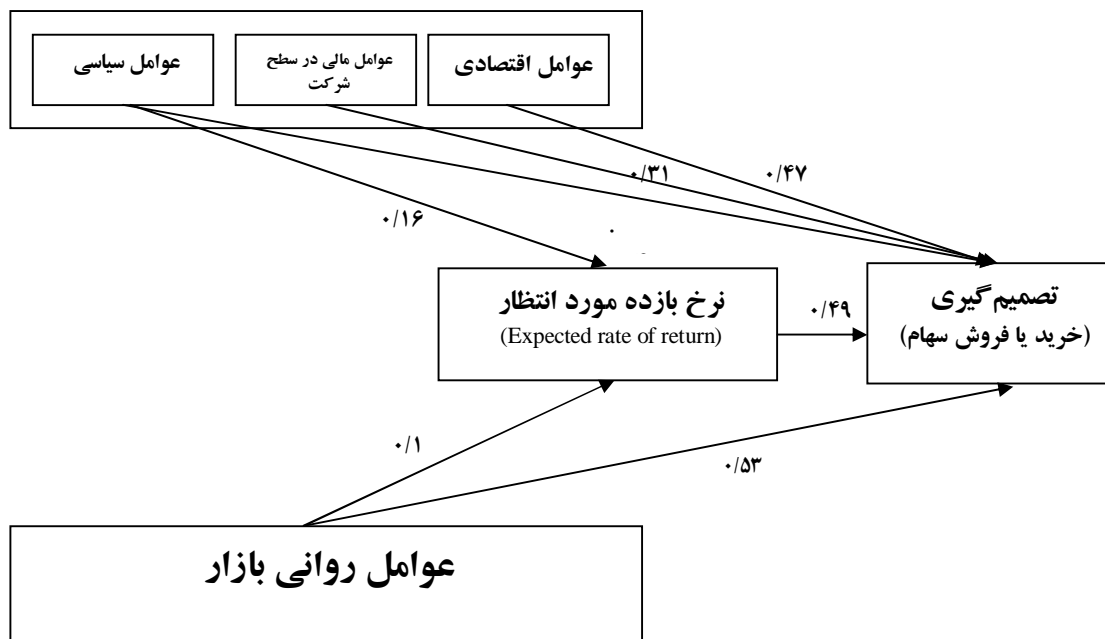 عوامل اقتصادی
عوامل مالی در سطح
شرکت
عوامل سیاسی
۰/۴۷
۰/۳۱
۰/۱۶
۰
تصمیم‌گیری
(خرید یا فروش سهام)
۰/۴۹
نرخ بازده مورد انتظار
(Expected rate of return)
۰/۱
۰/۵۳
عوامل روانی بازار